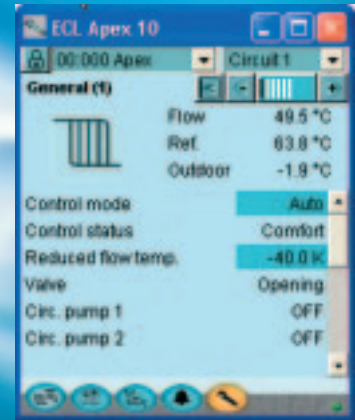 ECL Apex 10
00:000 Apex Circuit 1
General (1) < - +
Flow 49.5 °C
Ref. 63.8 °C
Outdoor -1.9 °C
Control mode Auto
Control status Comfort
Reduced flow temp. -40.0 K
Valve Opening
Circ. pump 1 OFF
Circ. pump 2 OFF